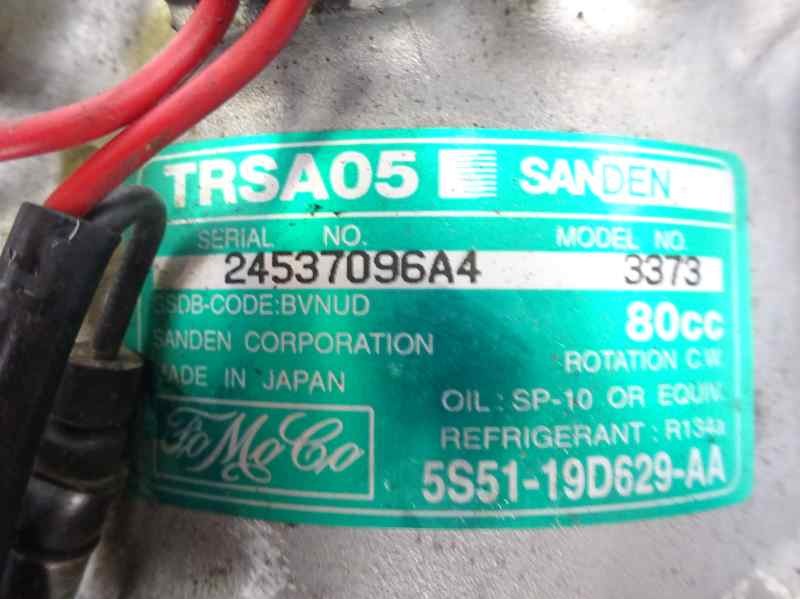 TRSA05 SANDEN
SERIAL NO. MODEL NO.
24537096A4 3373
SSDB-CODE:BVNUD
80cc
SANDEN CORPORATION
ROTATION C.W.
MADE IN JAPAN
OIL: SP-10 OR EQUIV.
FoMoCo
REFRIGERANT: R134a
5S51-19D629-AA